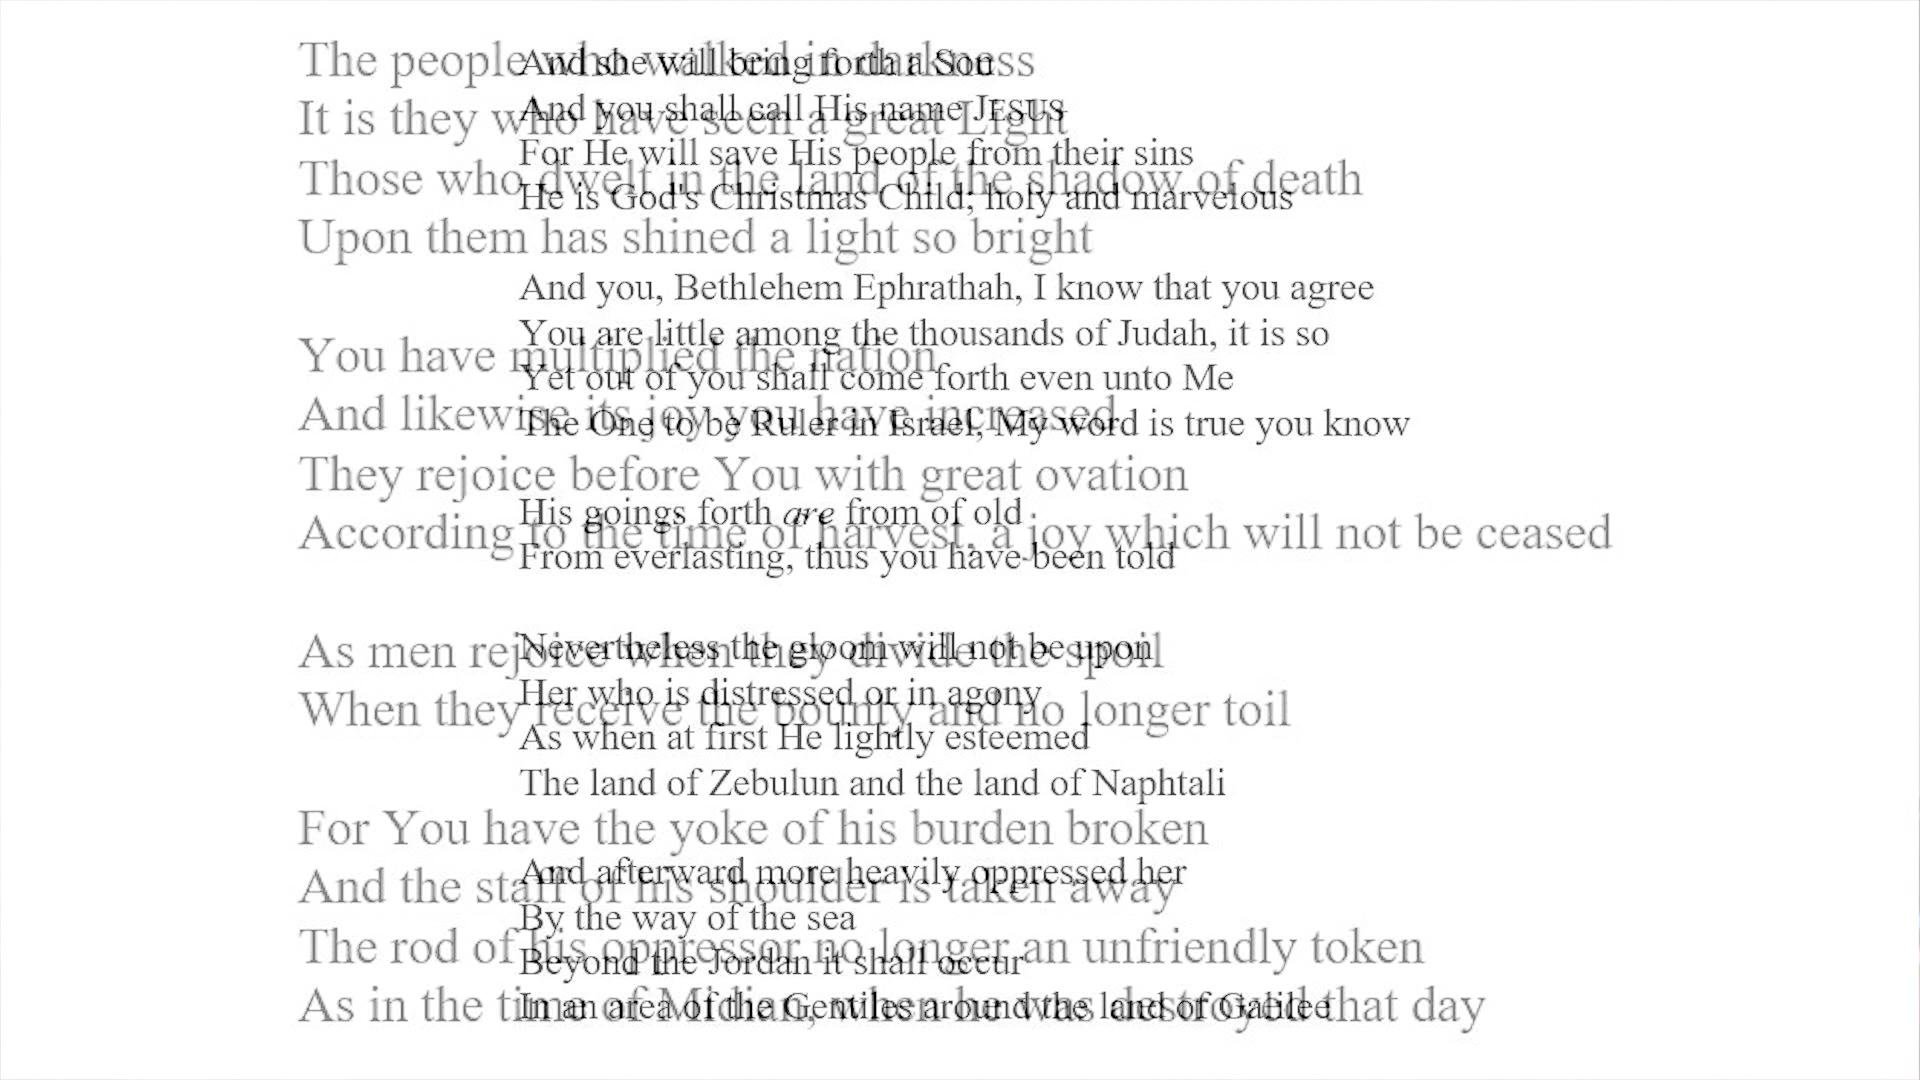 The people who walked in darkness
It is they who have seen a great Light
Those who dwelt in the land of the shadow of death
Upon them has shined a light so bright
You have multiplied the nation
And likewise its joy you have increased
They rejoice before You with great ovation
According to the time of harvest, a joy which will not be ceased
As men rejoice when they divide the spoil
When they receive the bounty and no longer toil
For You have the yoke of his burden broken
And the staff of his shoulder is taken away
The rod of his oppressor no longer an unfriendly token
As in the time of Midian, when he was destroyed that day
And she will bring forth a Son
And you shall call His name JESUS
For He will save His people from their sins
He is God's Christmas Child; holy and marvelous
And you, Bethlehem Ephrathah, I know that you agree
You are little among the thousands of Judah, it is so
Yet out of you shall come forth even unto Me
The One to be Ruler in Israel, My word is true you know
His goings forth are from of old
From everlasting, thus you have been told
Nevertheless the gloom will not be upon
Her who is distressed or in agony
As when at first He lightly esteemed
The land of Zebulun and the land of Naphtali
And afterward more heavily oppressed her
By the way of the sea
Beyond the Jordan it shall occur
In an area of the Gentiles around the land of Galilee